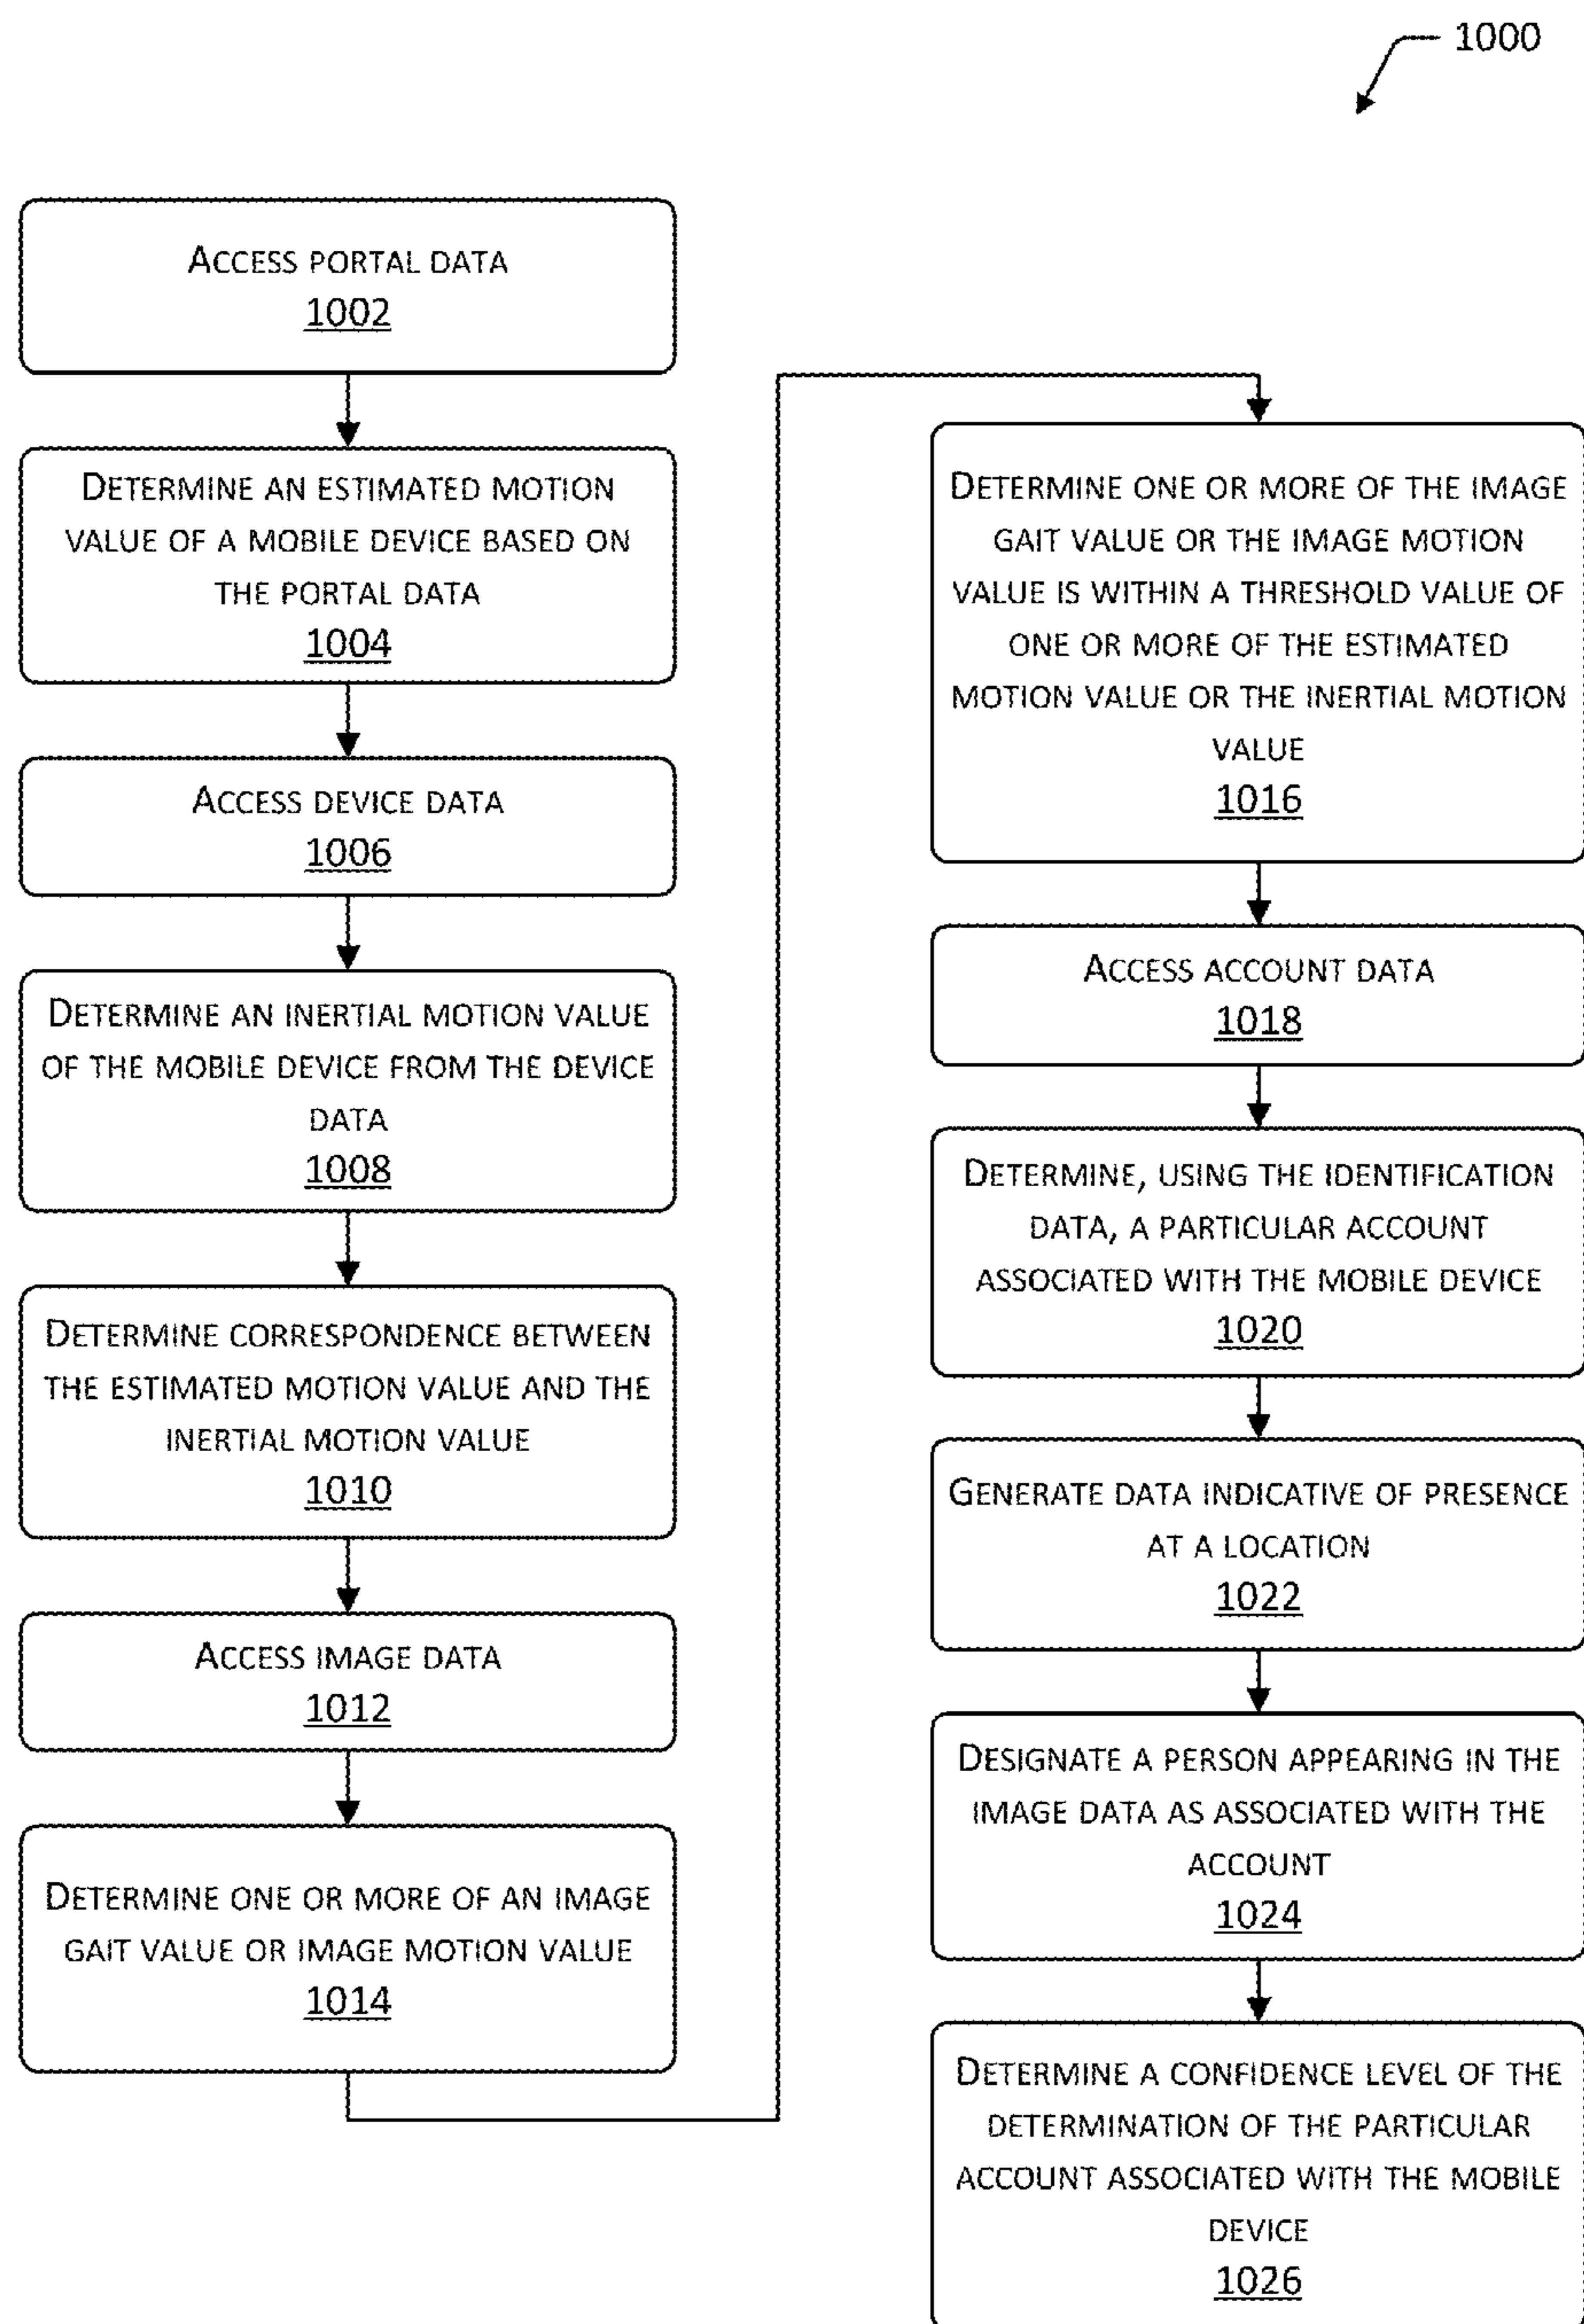 1000
ACCESS PORTAL DATA
1002
DETERMINE AN ESTIMATED MOTION
VALUE OF A MOBILE DEVICE BASED ON
THE PORTAL DATA
1004
ACCESS DEVICE DATA
1006
DETERMINE AN INERTIAL MOTION VALUE
OF THE MOBILE DEVICE FROM THE DEVICE
DATA
1008
DETERMINE CORRESPONDENCE BETWEEN
THE ESTIMATED MOTION VALUE AND THE
INERTIAL MOTION VALUE
1010
ACCESS IMAGE DATA
1012
DETERMINE ONE OR MORE OF AN IMAGE
GAIT VALUE OR IMAGE MOTION VALUE
1014
DETERMINE ONE OR MORE OF THE IMAGE
GAIT VALUE OR THE IMAGE MOTION
VALUE IS WITHIN A THRESHOLD VALUE OF
ONE OR MORE OF THE ESTIMATED
MOTION VALUE OR THE INERTIAL MOTION
VALUE
1016
ACCESS ACCOUNT DATA
1018
DETERMINE, USING THE IDENTIFICATION
DATA, A PARTICULAR ACCOUNT
ASSOCIATED WITH THE MOBILE DEVICE
1020
GENERATE DATA INDICATIVE OF PRESENCE
AT A LOCATION
1022
DESIGNATE A PERSON APPEARING IN THE
IMAGE DATA AS ASSOCIATED WITH THE
ACCOUNT
1024
DETERMINE A CONFIDENCE LEVEL OF THE
DETERMINATION OF THE PARTICULAR
ACCOUNT ASSOCIATED WITH THE MOBILE
DEVICE
1026